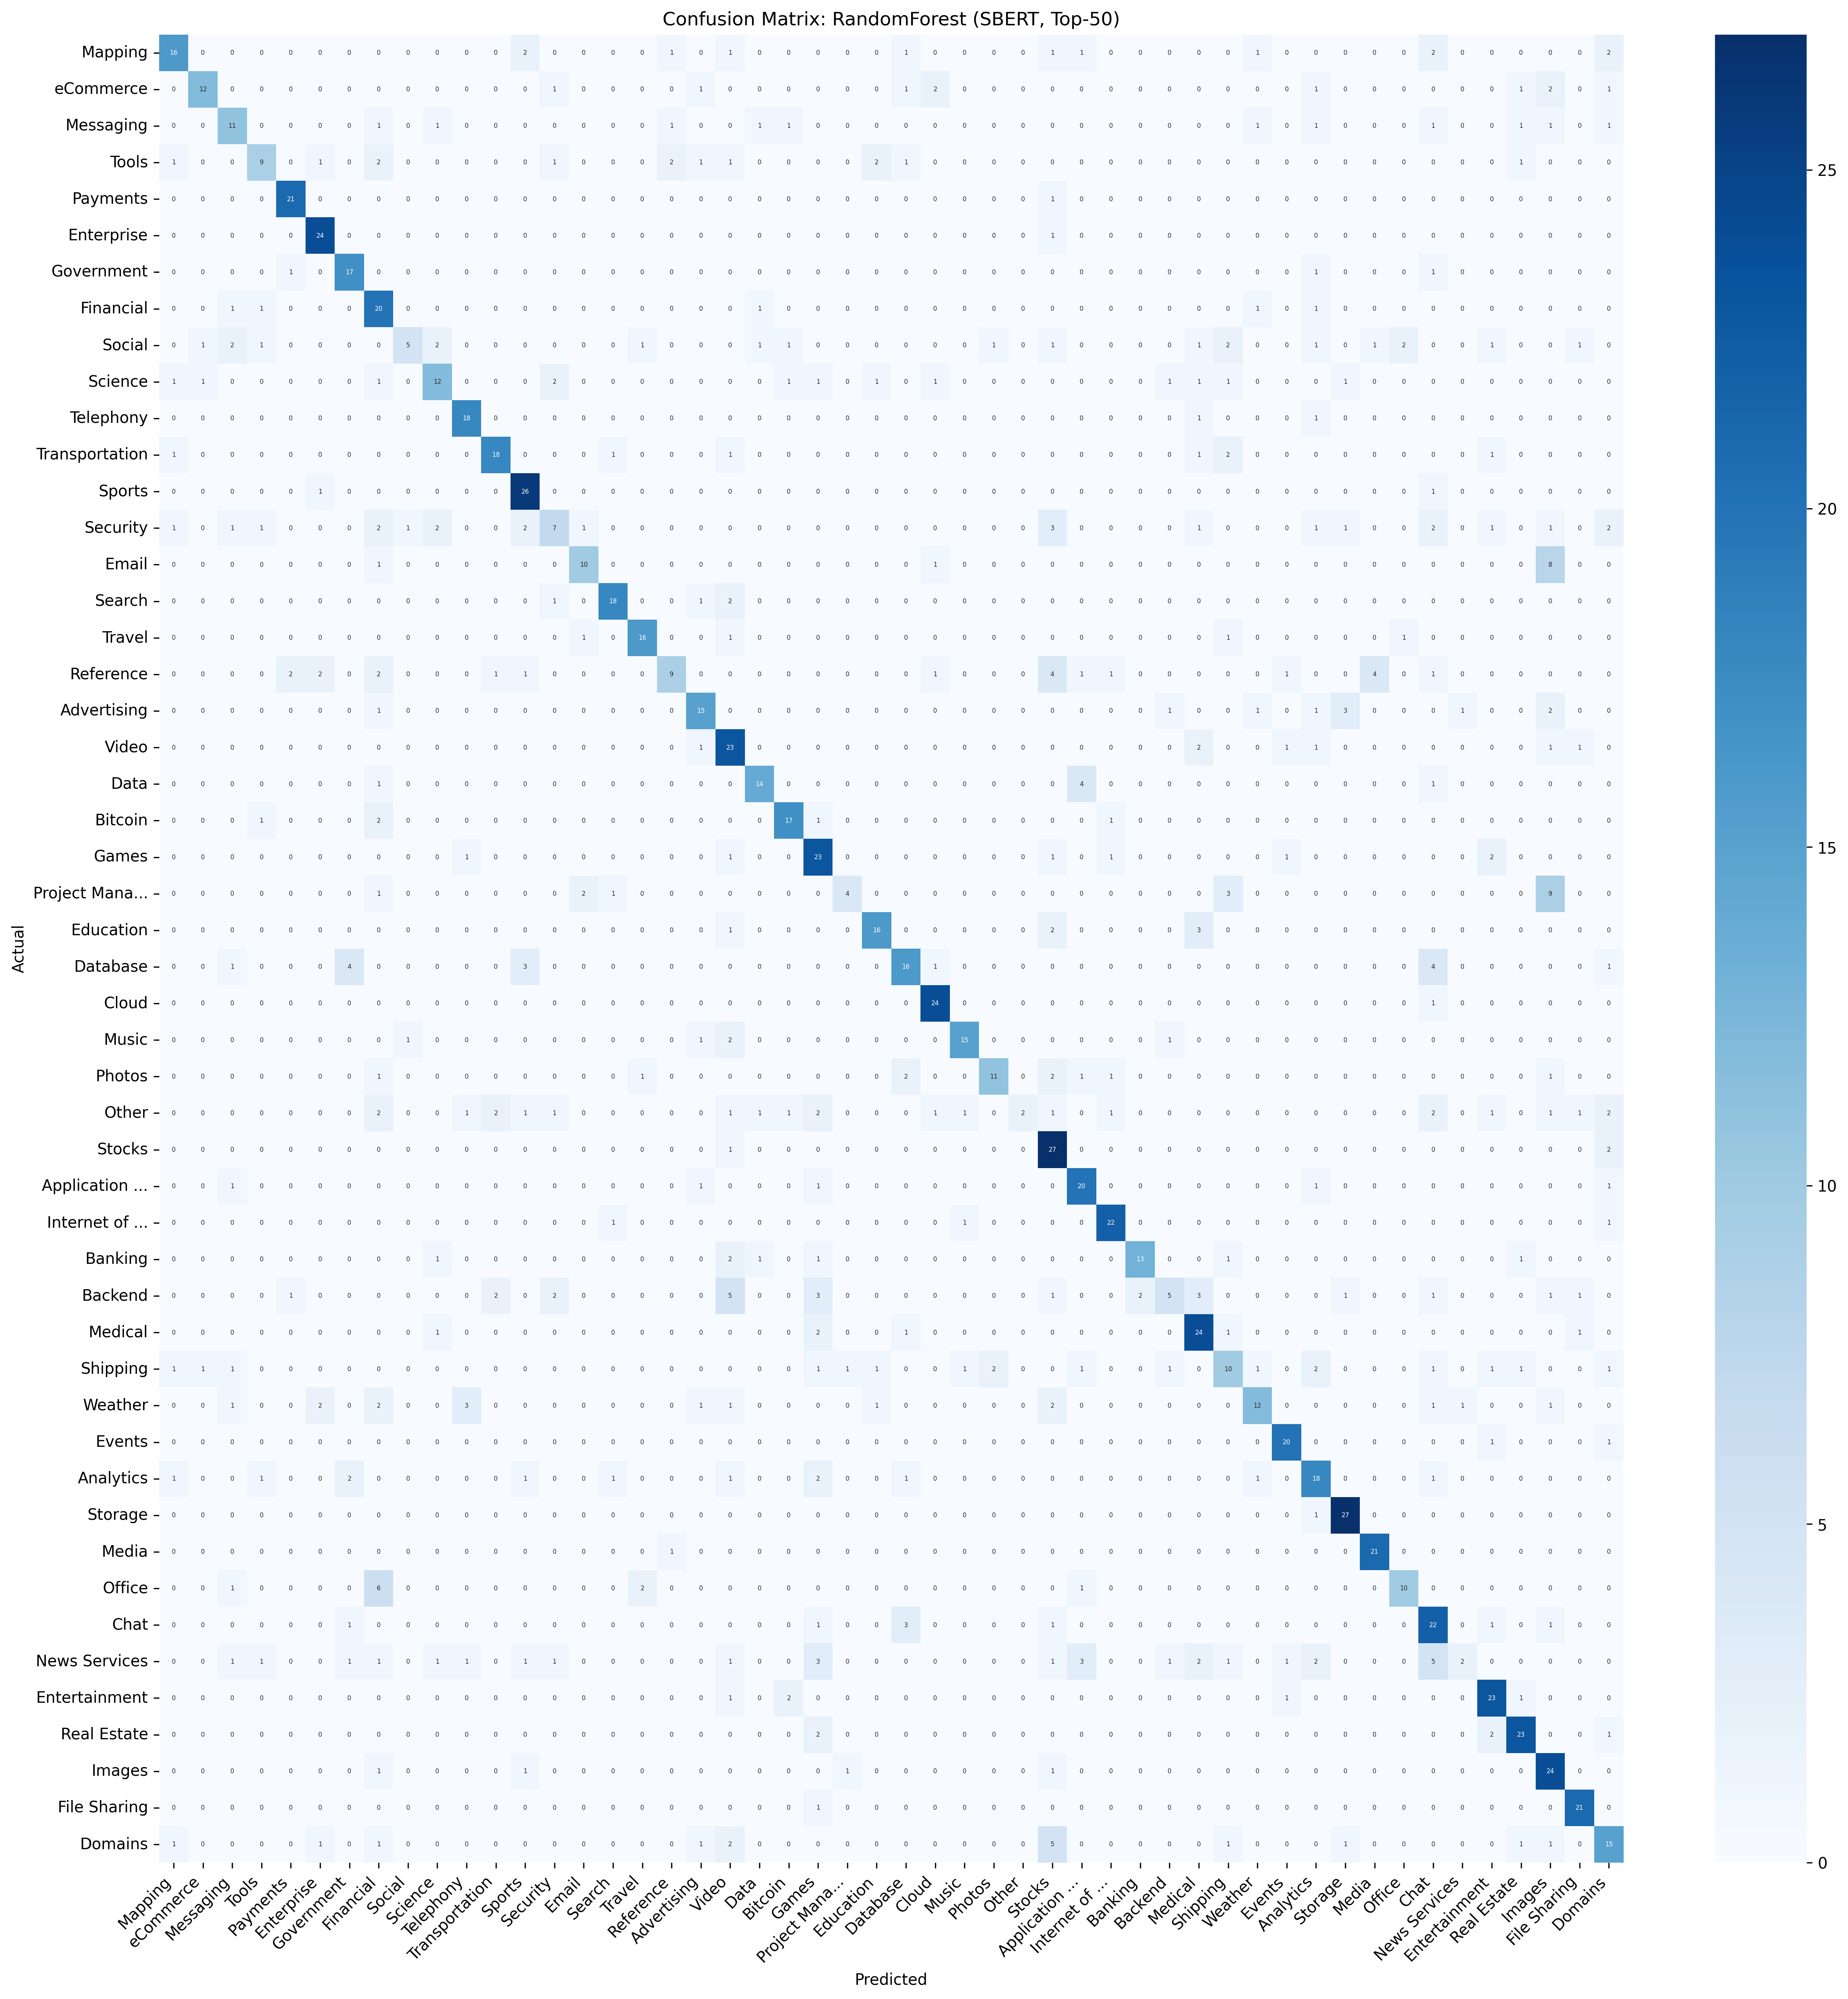 Confusion Matrix: RandomForest (SBERT, Top-50)
Mapping 16 0 0 0 0 0 0 0 0 0 0 0 2 0 0 0 0 1 0 1 0 0 0 0 0 1 0 0 0 0 1 1 0 0 0 0 0 1 0 0 0 0 0 2 0 0 0 0 0 2
eCommerce 0 12 0 0 0 0 0 0 0 0 0 0 0 1 0 0 0 0 1 0 0 0 0 0 0 1 2 0 0 0 0 0 0 0 0 0 0 0 0 1 0 0 0 0 0 0 1 2 0 1
Messaging 0 0 11 0 0 0 0 1 0 1 0 0 0 0 0 0 0 1 0 0 1 1 0 0 0 0 0 0 0 0 0 0 0 0 0 0 0 1 0 1 0 0 0 1 0 0 1 1 0 1
Tools 1 0 0 9 0 1 0 2 0 0 0 0 0 1 0 0 0 2 1 1 0 0 0 0 2 1 0 0 0 0 0 0 0 0 0 0 0 0 0 0 0 0 0 0 0 0 1 0 0 0
Payments 0 0 0 0 21 0 0 0 0 0 0 0 0 0 0 0 0 0 0 0 0 0 0 0 0 0 0 0 0 0 1 0 0 0 0 0 0 0 0 0 0 0 0 0 0 0 0 0 0 0
Enterprise 0 0 0 0 0 24 0 0 0 0 0 0 0 0 0 0 0 0 0 0 0 0 0 0 0 0 0 0 0 0 1 0 0 0 0 0 0 0 0 0 0 0 0 0 0 0 0 0 0 0
Government 0 0 0 0 1 0 17 0 0 0 0 0 0 0 0 0 0 0 0 0 0 0 0 0 0 0 0 0 0 0 0 0 0 0 0 0 0 0 0 1 0 0 0 1 0 0 0 0 0 0
Financial 0 0 1 1 0 0 0 20 0 0 0 0 0 0 0 0 0 0 0 0 1 0 0 0 0 0 0 0 0 0 0 0 0 0 0 0 0 1 0 1 0 0 0 0 0 0 0 0 0 0
Social 0 1 2 1 0 0 0 0 5 2 0 0 0 0 0 0 1 0 0 0 1 1 0 0 0 0 0 0 1 0 1 0 0 0 0 1 2 0 0 1 0 1 2 0 0 1 0 0 1 0
Science 1 1 0 0 0 0 0 1 0 12 0 0 0 2 0 0 0 0 0 0 0 1 1 0 1 0 1 0 0 0 0 0 0 0 1 1 1 0 0 0 1 0 0 0 0 0 0 0 0 0
Telephony 0 0 0 0 0 0 0 0 0 0 18 0 0 0 0 0 0 0 0 0 0 0 0 0 0 0 0 0 0 0 0 0 0 0 0 1 0 0 0 1 0 0 0 0 0 0 0 0 0 0
Transportation 1 0 0 0 0 0 0 0 0 0 0 18 0 0 0 1 0 0 0 1 0 0 0 0 0 0 0 0 0 0 0 0 0 0 0 1 2 0 0 0 0 0 0 0 0 1 0 0 0 0
Sports 0 0 0 0 0 1 0 0 0 0 0 0 26 0 0 0 0 0 0 0 0 0 0 0 0 0 0 0 0 0 0 0 0 0 0 0 0 0 0 0 0 0 0 1 0 0 0 0 0 0
Security 1 0 1 1 0 0 0 2 1 2 0 0 2 7 1 0 0 0 0 0 0 0 0 0 0 0 0 0 0 0 3 0 0 0 0 1 0 0 0 1 1 0 0 2 0 1 0 1 0 2
Email 0 0 0 0 0 0 0 1 0 0 0 0 0 0 10 0 0 0 0 0 0 0 0 0 0 0 1 0 0 0 0 0 0 0 0 0 0 0 0 0 0 0 0 0 0 0 0 8 0 0
Search 0 0 0 0 0 0 0 0 0 0 0 0 0 1 0 18 0 0 1 2 0 0 0 0 0 0 0 0 0 0 0 0 0 0 0 0 0 0 0 0 0 0 0 0 0 0 0 0 0 0
Travel 0 0 0 0 0 0 0 0 0 0 0 0 0 0 1 0 16 0 0 1 0 0 0 0 0 0 0 0 0 0 0 0 0 0 0 0 1 0 0 0 0 0 1 0 0 0 0 0 0 0
Reference 0 0 0 0 2 2 0 2 0 0 0 1 1 0 0 0 0 9 0 0 0 0 0 0 0 0 1 0 0 0 4 1 1 0 0 0 0 0 1 0 0 4 0 1 0 0 0 0 0 0
Advertising 0 0 0 0 0 0 0 1 0 0 0 0 0 0 0 0 0 0 15 0 0 0 0 0 0 0 0 0 0 0 0 0 0 0 1 0 0 1 0 1 3 0 0 0 1 0 0 2 0 0
Video 0 0 0 0 0 0 0 0 0 0 0 0 0 0 0 0 0 0 1 23 0 0 0 0 0 0 0 0 0 0 0 0 0 0 0 2 0 0 1 1 0 0 0 0 0 0 0 1 1 0
Data 0 0 0 0 0 0 0 1 0 0 0 0 0 0 0 0 0 0 0 0 14 0 0 0 0 0 0 0 0 0 0 4 0 0 0 0 0 0 0 0 0 0 0 1 0 0 0 0 0 0
Bitcoin 0 0 0 1 0 0 0 2 0 0 0 0 0 0 0 0 0 0 0 0 0 17 1 0 0 0 0 0 0 0 0 0 1 0 0 0 0 0 0 0 0 0 0 0 0 0 0 0 0 0
Games 0 0 0 0 0 0 0 0 0 0 1 0 0 0 0 0 0 0 0 1 0 0 23 0 0 0 0 0 0 0 1 0 1 0 0 0 0 0 1 0 0 0 0 0 0 2 0 0 0 0
Project Mana... 0 0 0 0 0 0 0 1 0 0 0 0 0 0 2 1 0 0 0 0 0 0 0 4 0 0 0 0 0 0 0 0 0 0 0 0 3 0 0 0 0 0 0 0 0 0 0 9 0 0
Education 0 0 0 0 0 0 0 0 0 0 0 0 0 0 0 0 0 0 0 1 0 0 0 0 16 0 0 0 0 0 2 0 0 0 0 3 0 0 0 0 0 0 0 0 0 0 0 0 0 0
Database 0 0 1 0 0 0 4 0 0 0 0 0 3 0 0 0 0 0 0 0 0 0 0 0 0 16 1 0 0 0 0 0 0 0 0 0 0 0 0 0 0 0 0 4 0 0 0 0 0 1
Cloud 0 0 0 0 0 0 0 0 0 0 0 0 0 0 0 0 0 0 0 0 0 0 0 0 0 0 24 0 0 0 0 0 0 0 0 0 0 0 0 0 0 0 0 1 0 0 0 0 0 0
Music 0 0 0 0 0 0 0 0 1 0 0 0 0 0 0 0 0 0 1 2 0 0 0 0 0 0 0 15 0 0 0 0 0 0 1 0 0 0 0 0 0 0 0 0 0 0 0 0 0 0
Photos 0 0 0 0 0 0 0 1 0 0 0 0 0 0 0 0 1 0 0 0 0 0 0 0 0 2 0 0 11 0 2 1 1 0 0 0 0 0 0 0 0 0 0 0 0 0 0 1 0 0
Other 0 0 0 0 0 0 0 2 0 0 1 2 1 1 0 0 0 0 0 1 1 1 2 0 0 0 1 1 0 2 1 0 1 0 0 0 0 0 0 0 0 0 0 2 0 1 0 1 1 2
Stocks 0 0 0 0 0 0 0 0 0 0 0 0 0 0 0 0 0 0 0 1 0 0 0 0 0 0 0 0 0 0 27 0 0 0 0 0 0 0 0 0 0 0 0 0 0 0 0 0 0 2
Application ... 0 0 1 0 0 0 0 0 0 0 0 0 0 0 0 0 0 0 1 0 0 0 1 0 0 0 0 0 0 0 0 20 0 0 0 0 0 0 0 1 0 0 0 0 0 0 0 0 0 1
Internet of ... 0 0 0 0 0 0 0 0 0 0 0 0 0 0 0 1 0 0 0 0 0 0 0 0 0 0 0 1 0 0 0 0 22 0 0 0 0 0 0 0 0 0 0 0 0 0 0 0 0 1
Banking 0 0 0 0 0 0 0 0 0 1 0 0 0 0 0 0 0 0 0 2 1 0 1 0 0 0 0 0 0 0 0 0 0 13 0 0 1 0 0 0 0 0 0 0 0 0 1 0 0 0
Backend 0 0 0 0 1 0 0 0 0 0 0 2 0 2 0 0 0 0 0 5 0 0 3 0 0 0 0 0 0 0 1 0 0 2 5 3 0 0 0 0 1 0 0 1 0 0 0 1 1 0
Medical 0 0 0 0 0 0 0 0 0 1 0 0 0 0 0 0 0 0 0 0 0 0 2 0 0 1 0 0 0 0 0 0 0 0 0 24 1 0 0 0 0 0 0 0 0 0 0 0 1 0
Shipping 1 1 1 0 0 0 0 0 0 0 0 0 0 0 0 0 0 0 0 0 0 0 1 1 1 0 0 1 2 0 0 1 0 0 1 0 10 1 0 2 0 0 0 1 0 1 1 0 0 1
Weather 0 0 1 0 0 2 0 2 0 0 3 0 0 0 0 0 0 0 1 1 0 0 0 0 1 0 0 0 0 0 2 0 0 0 0 0 0 12 0 0 0 0 0 1 1 0 0 1 0 0
Events 0 0 0 0 0 0 0 0 0 0 0 0 0 0 0 0 0 0 0 0 0 0 0 0 0 0 0 0 0 0 0 0 0 0 0 0 0 0 20 0 0 0 0 0 0 1 0 0 0 1
Analytics 1 0 0 1 0 0 2 0 0 0 0 0 1 0 0 1 0 0 0 1 0 0 2 0 0 1 0 0 0 0 0 0 0 0 0 0 0 1 0 18 0 0 0 1 0 0 0 0 0 0
Storage 0 0 0 0 0 0 0 0 0 0 0 0 0 0 0 0 0 0 0 0 0 0 0 0 0 0 0 0 0 0 0 0 0 0 0 0 0 0 0 1 27 0 0 0 0 0 0 0 0 0
Media 0 0 0 0 0 0 0 0 0 0 0 0 0 0 0 0 0 1 0 0 0 0 0 0 0 0 0 0 0 0 0 0 0 0 0 0 0 0 0 0 0 21 0 0 0 0 0 0 0 0
Office 0 0 1 0 0 0 0 6 0 0 0 0 0 0 0 0 2 0 0 0 0 0 0 0 0 0 0 0 0 0 0 1 0 0 0 0 0 0 0 0 0 0 10 0 0 0 0 0 0 0
Chat 0 0 0 0 0 0 1 0 0 0 0 0 0 0 0 0 0 0 0 0 0 0 1 0 0 3 0 0 0 0 1 0 0 0 0 0 0 0 0 0 0 0 0 22 0 1 0 1 0 0
News Services 0 0 1 1 0 0 1 1 0 1 1 0 1 1 0 0 0 0 0 1 0 0 3 0 0 0 0 0 0 0 1 3 0 0 1 2 1 0 1 2 0 0 0 5 2 0 0 0 0 0
Entertainment 0 0 0 0 0 0 0 0 0 0 0 0 0 0 0 0 0 0 0 1 0 2 0 0 0 0 0 0 0 0 0 0 0 0 0 0 0 0 1 0 0 0 0 0 0 23 1 0 0 0
Real Estate 0 0 0 0 0 0 0 0 0 0 0 0 0 0 0 0 0 0 0 0 0 0 2 0 0 0 0 0 0 0 0 0 0 0 0 0 0 0 0 0 0 0 0 0 0 2 23 0 0 1
Images 0 0 0 0 0 0 0 1 0 0 0 0 1 0 0 0 0 0 0 0 0 0 0 1 0 0 0 0 0 0 1 0 0 0 0 0 0 0 0 0 0 0 0 0 0 0 0 24 0 0
File Sharing 0 0 0 0 0 0 0 0 0 0 0 0 0 0 0 0 0 0 0 0 0 0 1 0 0 0 0 0 0 0 0 0 0 0 0 0 0 0 0 0 0 0 0 0 0 0 0 0 21 0
Domains 1 0 0 0 0 1 0 1 0 0 0 0 0 0 0 0 0 0 1 2 0 0 0 0 0 0 0 0 0 0 5 0 0 0 0 0 1 0 0 0 1 0 0 0 0 0 1 1 0 15
Actual
Mapping eCommerce Messaging Tools Payments Enterprise Government Financial Social Science Telephony Transportation Sports Security Email Search Travel Reference Advertising Video Data Bitcoin Games Project Mana... Education Database Cloud Music Photos Other Stocks Application ... Internet of ... Banking Backend Medical Shipping Weather Events Analytics Storage Media Office Chat News Services Entertainment Real Estate Images File Sharing Domains
Predicted
25
20
15
10
5
0